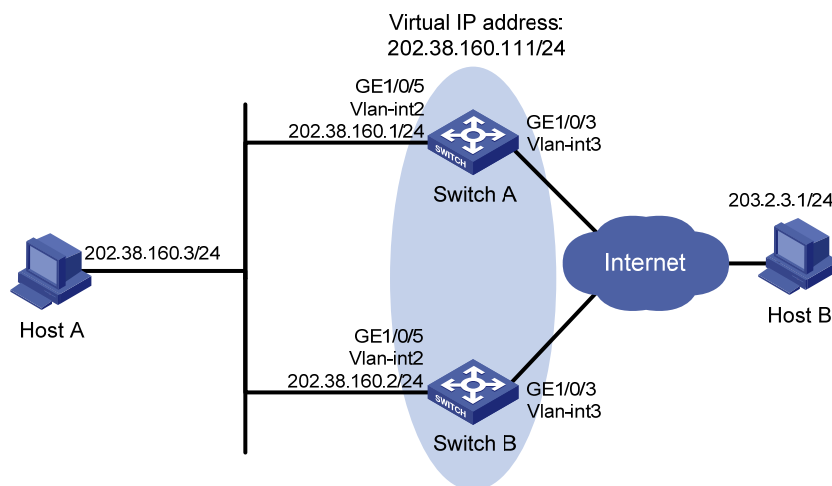 Virtual IP address:
202.38.160.111/24
GE1/0/5
Vlan-int2
202.38.160.1/24
GE1/0/3
Vlan-int3
SWITCH
Switch A
203.2.3.1/24
202.38.160.3/24
Internet
Host A
Host B
GE1/0/5
Vlan-int2
202.38.160.2/24
GE1/0/3
Vlan-int3
SWITCH
Switch B